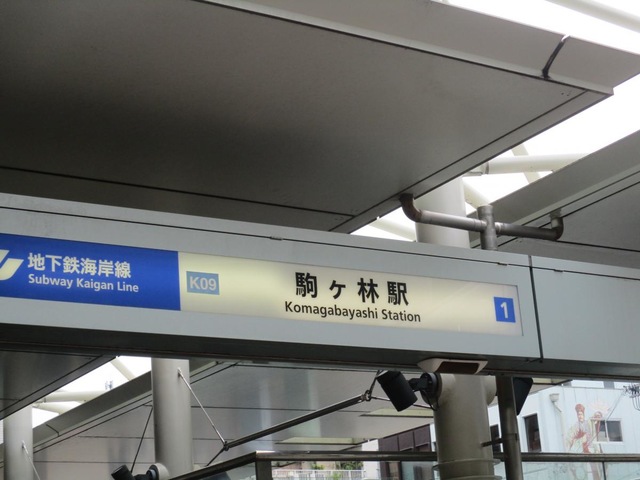 地下鉄海岸線
Subway Kaigan Line
K09
駒ヶ林駅
Komagabayashi Station
1